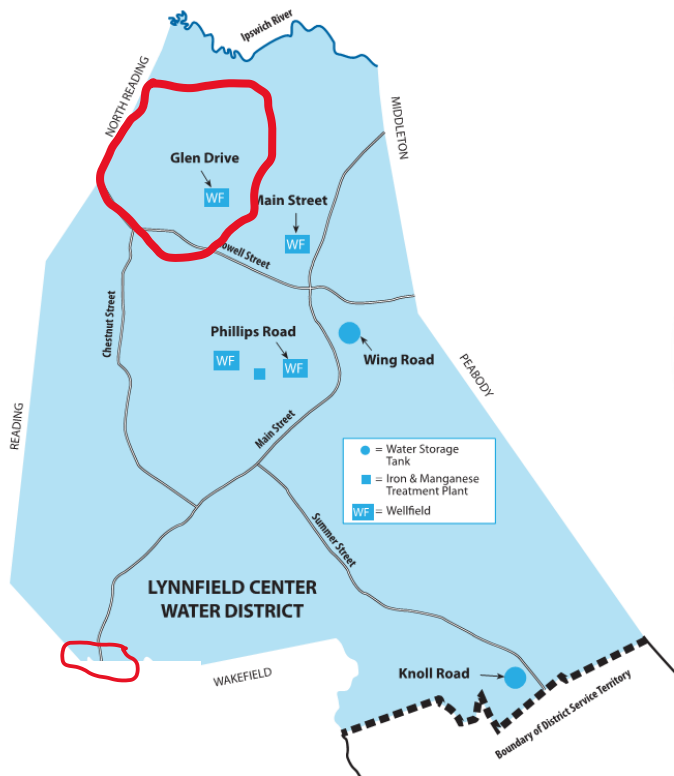 Ipswich River
NORTH READING
MIDDLETON
Glen Drive
WF
Main Street
WF
owell Street
Chestnut Street
Phillips Road
WF
WF
Wing Road
PEABODY
READING
Main Street
= Water Storage
Tank
= Iron & Manganese
Treatment Plant
WF = Wellfield
Summer Street
LYNNFIELD CENTER
WATER DISTRICT
WAKEFIELD
Knoll Road
Boundary of District Service Territory